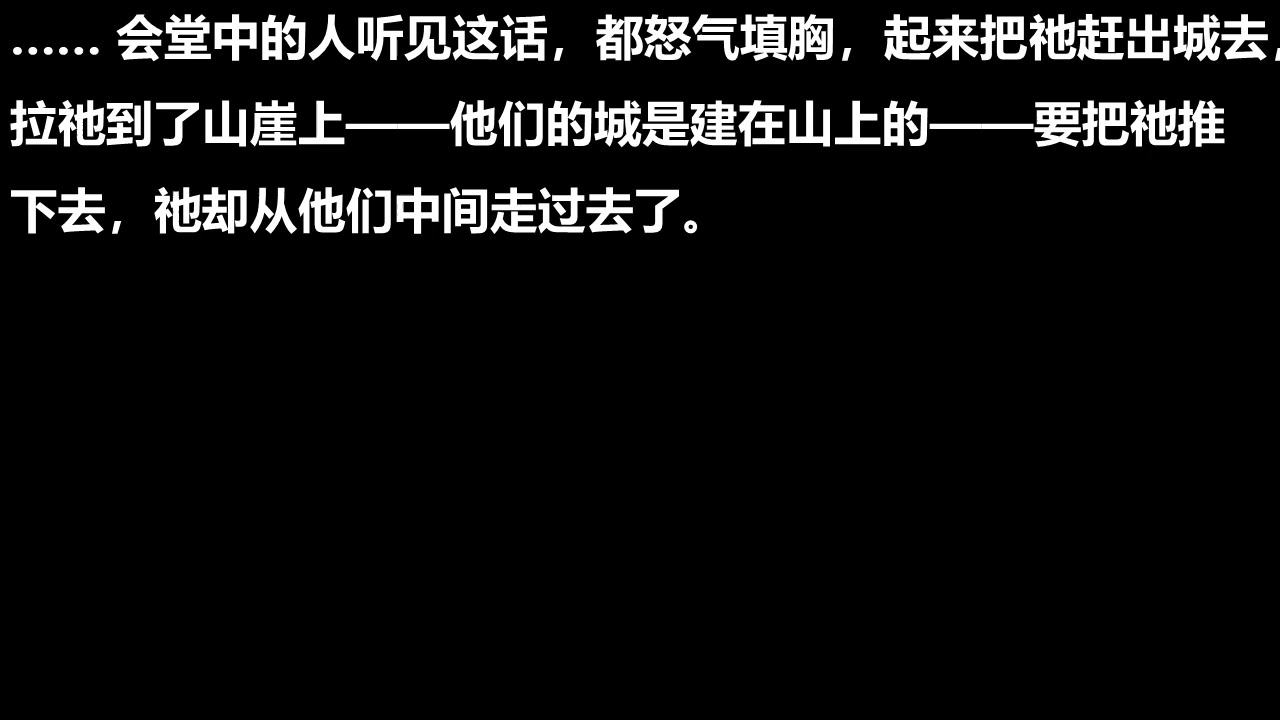 …… 会堂中的人听见这话，都怒气填胸，起来把祂赶出城去，
拉祂到了山崖上——他们的城是建在山上的——要把祂推
下去，祂却从他们中间走过去了。